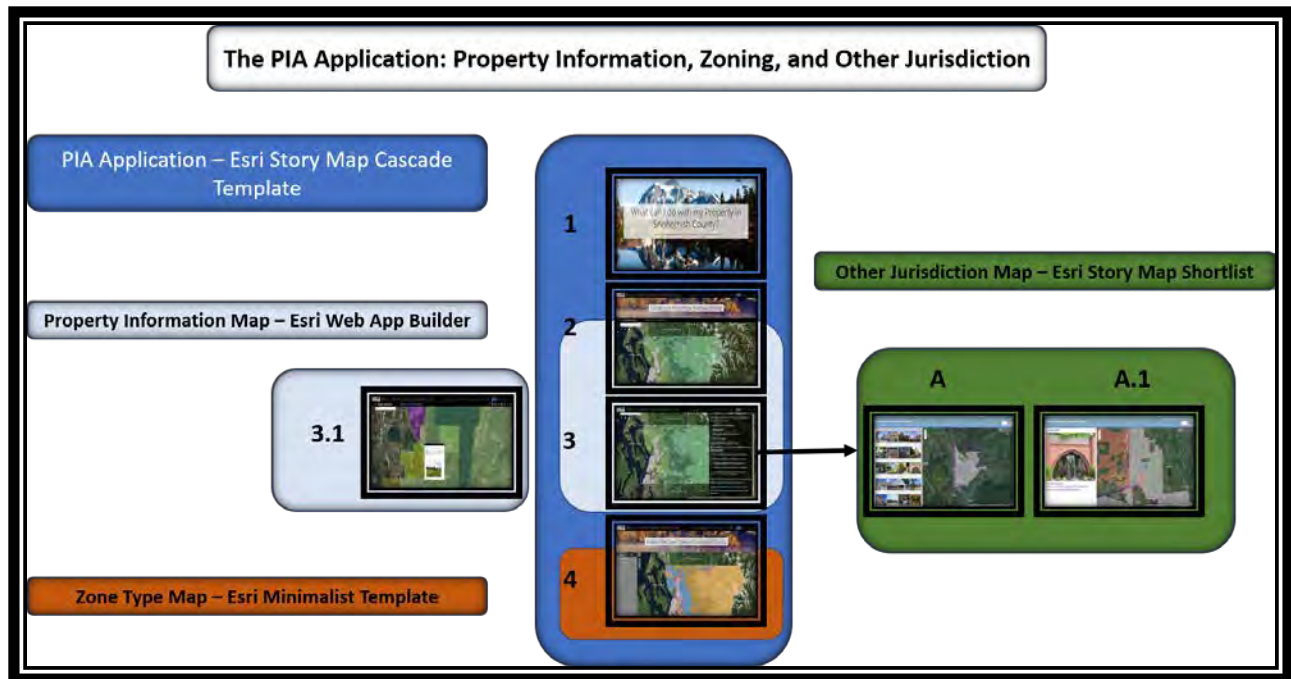 The PIA Application: Property Information, Zoning, and Other Jurisdiction
PIA Application – Esri Story Map Cascade
Template
1
What can I do with my Property in
Snohomish County?
Other Jurisdiction Map – Esri Story Map Shortlist
Property Information Map – Esri Web App Builder
2
A
A.1
3.1
3
4
Zone Type Map – Esri Minimalist Template